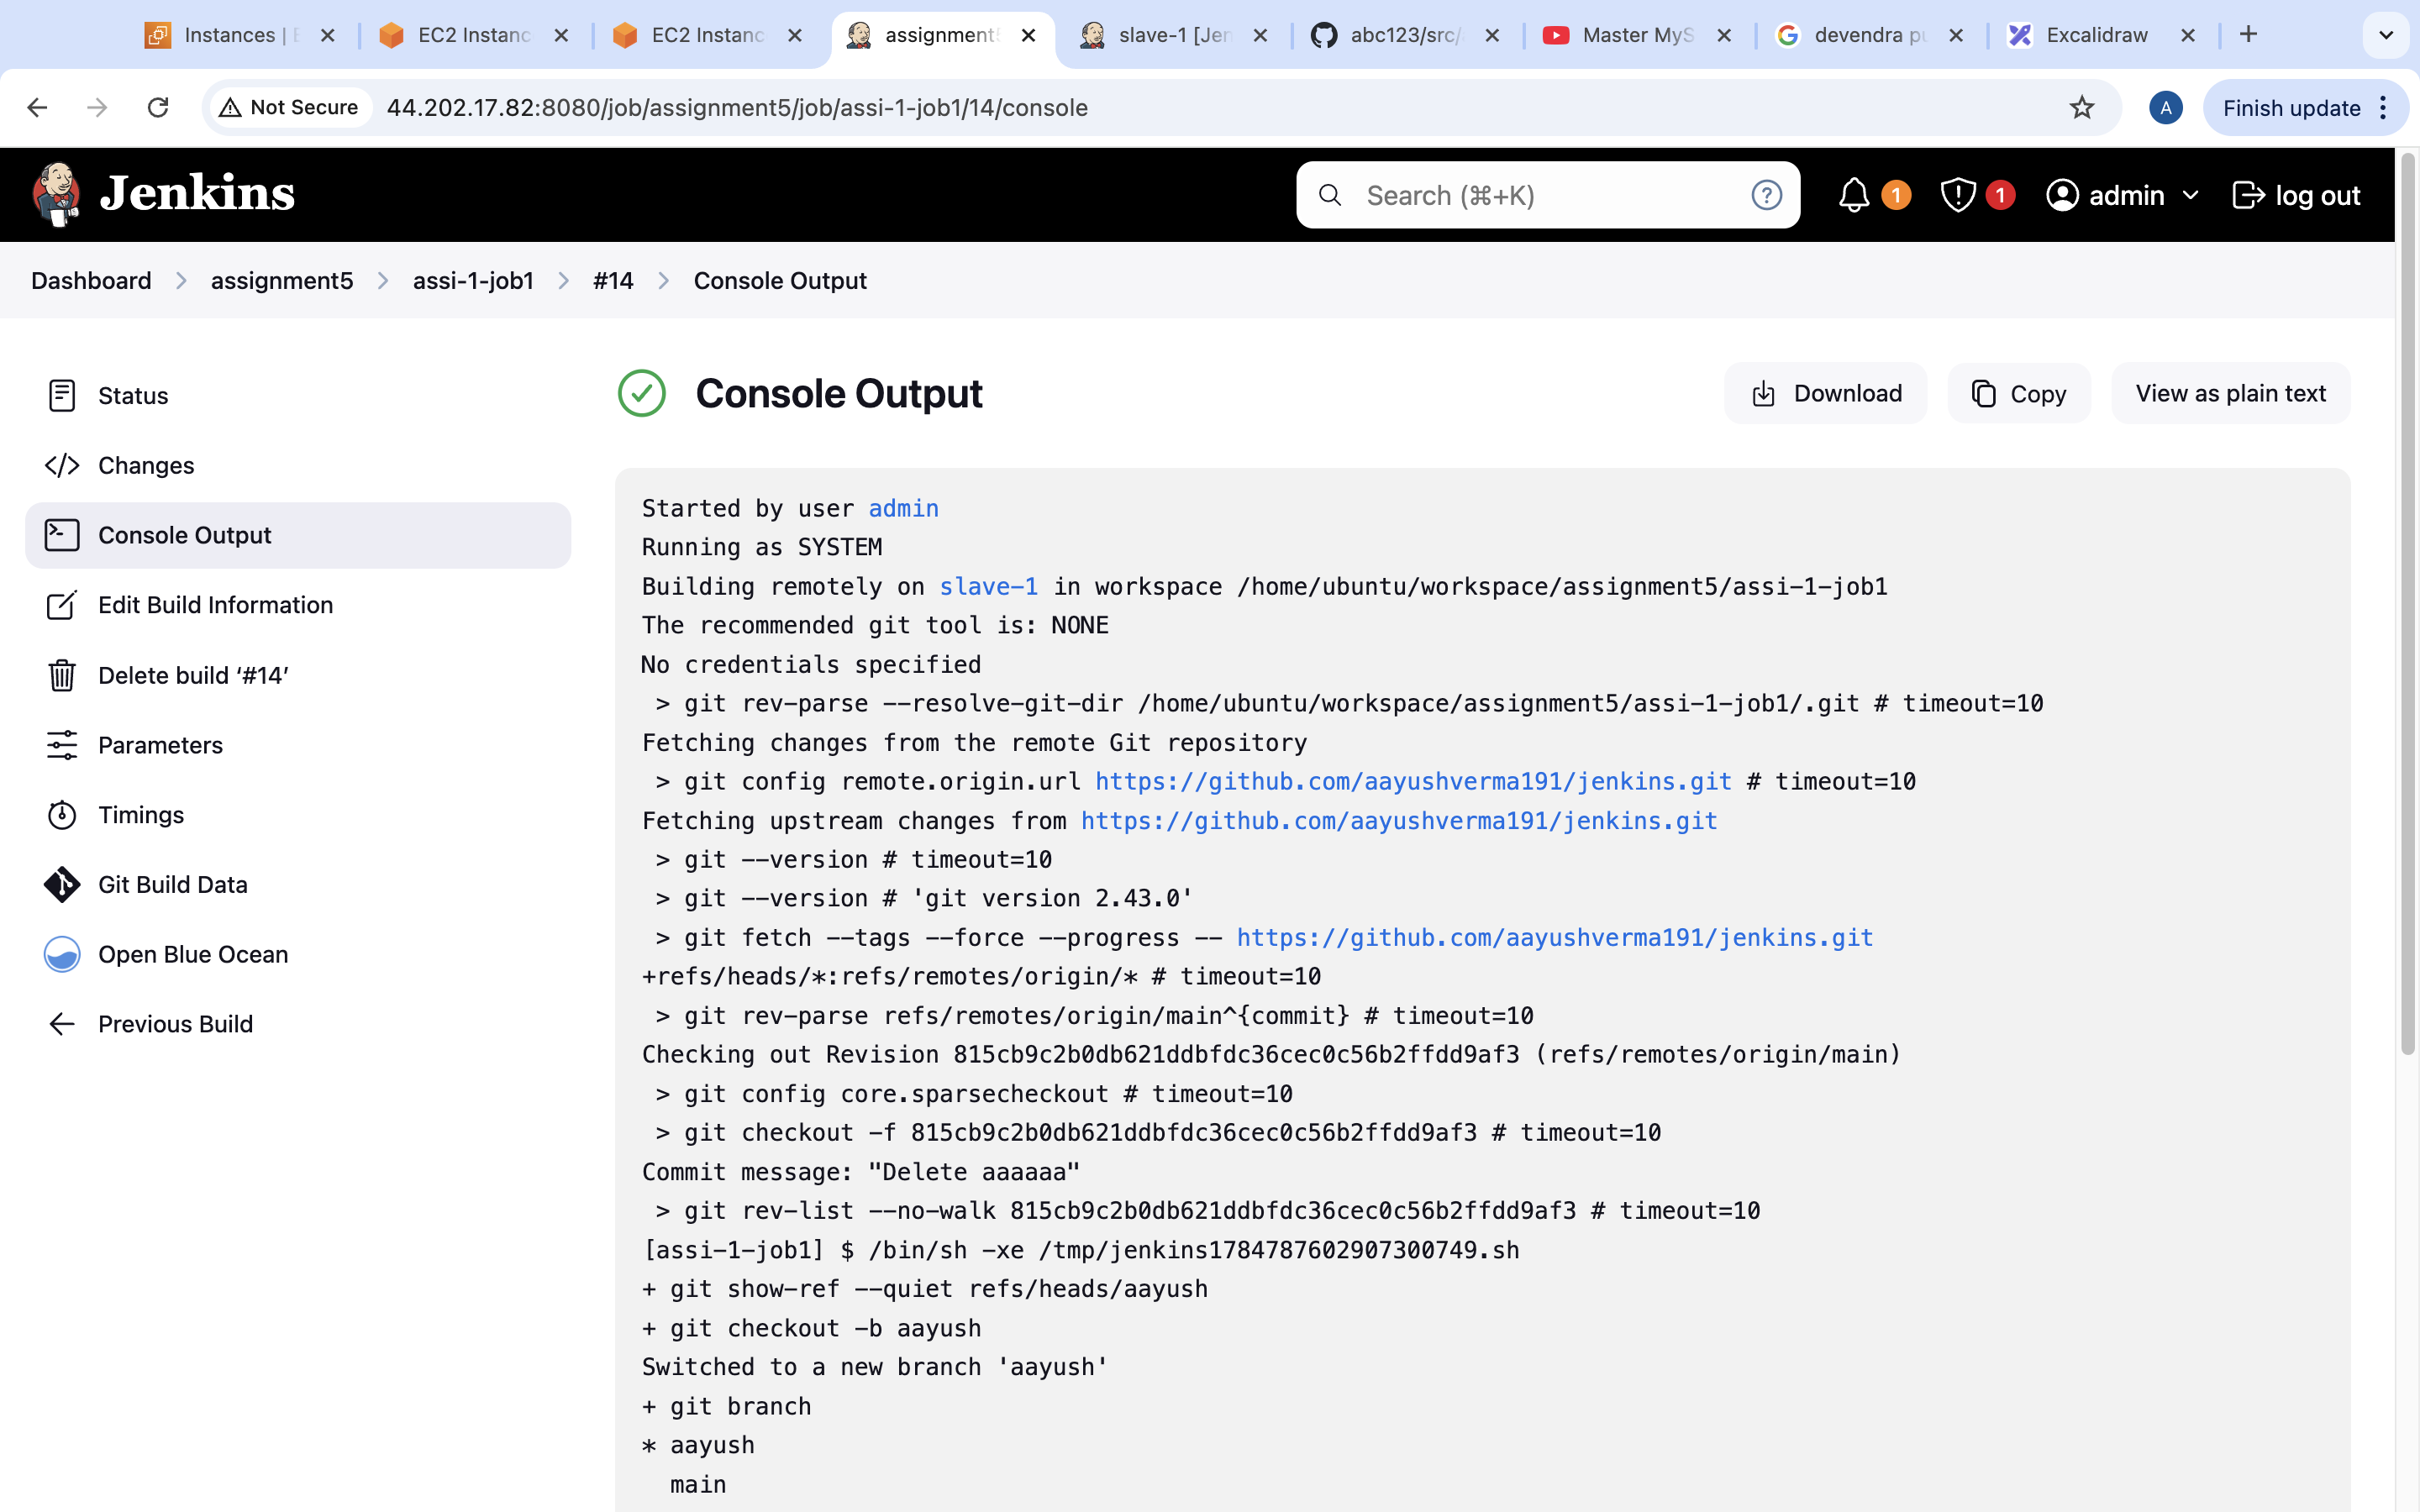 Instances | E
EC2 Instanc
EC2 Instanc
assignment5
slave-1 [Jen
abc123/src/
Master MyS
devendra pu
Excalidraw
Not Secure
44.202.17.82:8080/job/assignment5/job/assi-1-job1/14/console
A
Finish update
Jenkins
Search (⌘+K)
?
1
1
admin
log out
Dashboard > assignment5 > assi-1-job1 > #14 > Console Output
Status
Changes
Console Output
Edit Build Information
Delete build ‘#14’
Parameters
Timings
Git Build Data
Open Blue Ocean
Previous Build
Console Output
Download
Copy
View as plain text
Started by user admin
Running as SYSTEM
Building remotely on slave-1 in workspace /home/ubuntu/workspace/assignment5/assi-1-job1
The recommended git tool is: NONE
No credentials specified
> git rev-parse --resolve-git-dir /home/ubuntu/workspace/assignment5/assi-1-job1/.git # timeout=10
Fetching changes from the remote Git repository
> git config remote.origin.url https://github.com/aayushverma191/jenkins.git # timeout=10
Fetching upstream changes from https://github.com/aayushverma191/jenkins.git
> git --version # timeout=10
> git --version # 'git version 2.43.0'
> git fetch --tags --force --progress -- https://github.com/aayushverma191/jenkins.git
+refs/heads/*:refs/remotes/origin/* # timeout=10
> git rev-parse refs/remotes/origin/main^{commit} # timeout=10
Checking out Revision 815cb9c2b0db621ddbfdc36cec0c56b2ffdd9af3 (refs/remotes/origin/main)
> git config core.sparsecheckout # timeout=10
> git checkout -f 815cb9c2b0db621ddbfdc36cec0c56b2ffdd9af3 # timeout=10
Commit message: "Delete aaaaaa"
> git rev-list --no-walk 815cb9c2b0db621ddbfdc36cec0c56b2ffdd9af3 # timeout=10
[assi-1-job1] $ /bin/sh -xe /tmp/jenkins1784787602907300749.sh
+ git show-ref --quiet refs/heads/aayush
+ git checkout -b aayush
Switched to a new branch 'aayush'
+ git branch
* aayush
main